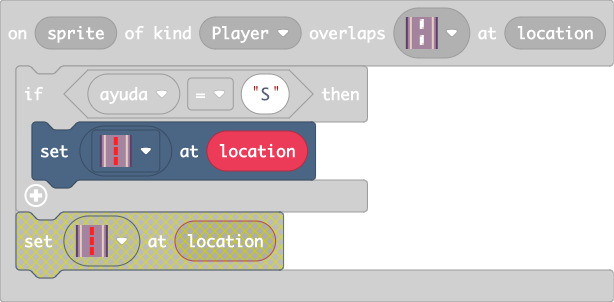 on sprite of kind Player overlaps at location
if ayuda = "S" then
set at location
set at location